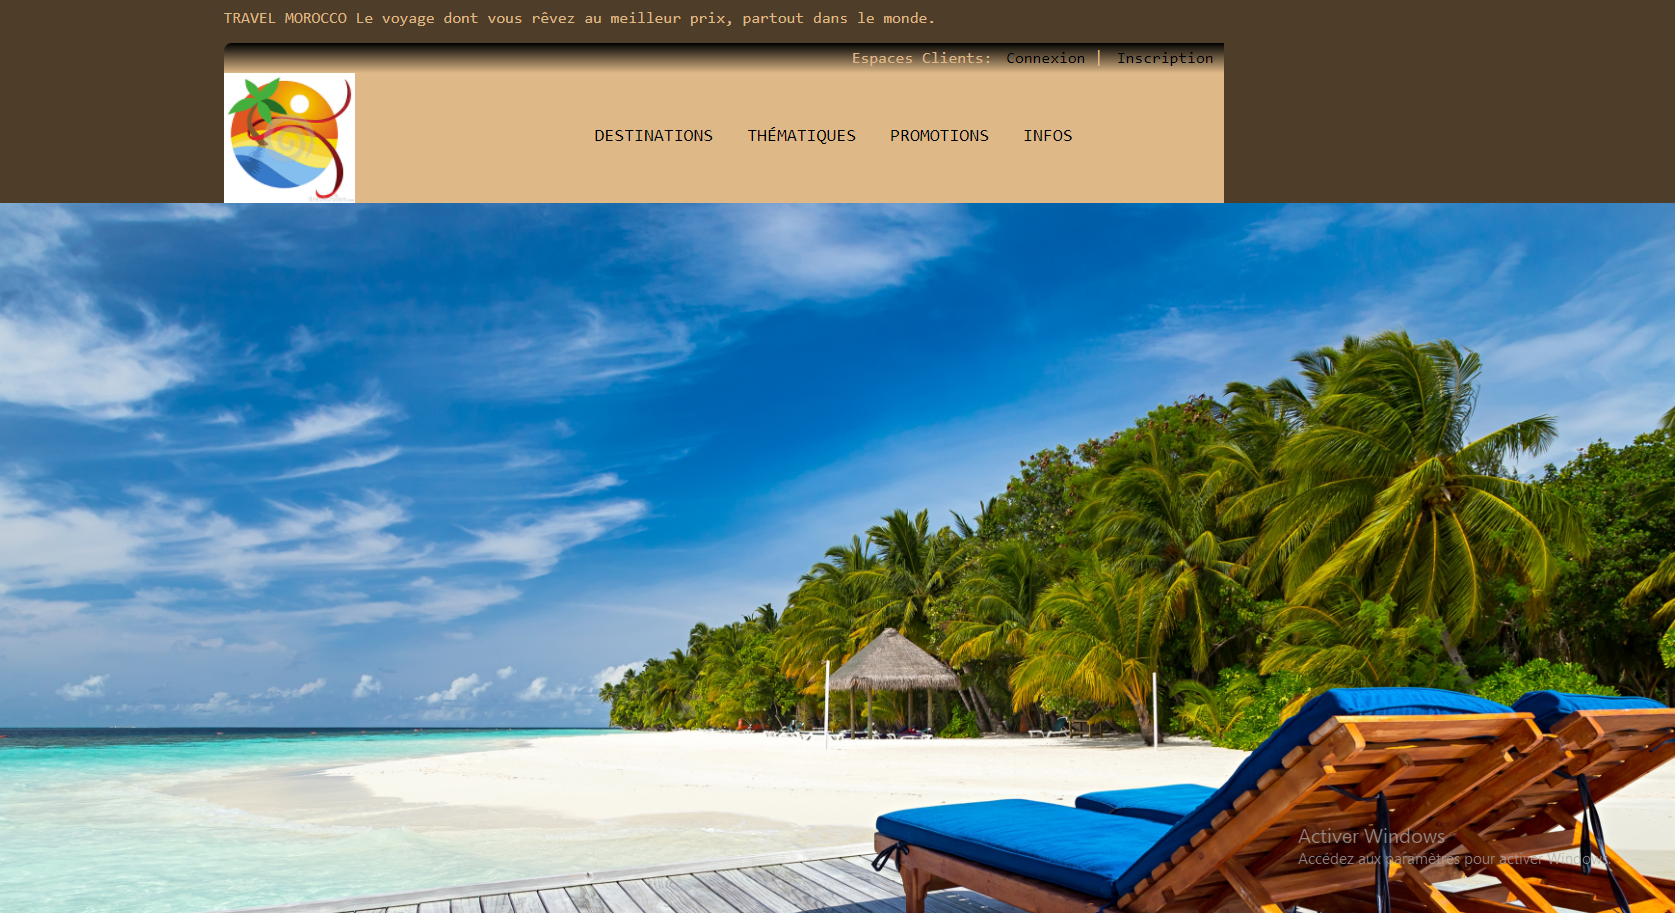 TRAVEL MOROCCO Le voyage dont vous rêvez au meilleur prix, partout dans le monde.
Espaces Clients: Connexion | Inscription
DESTINATIONS THÉMATIQUES PROMOTIONS INFOS
Activer Windows
Accédez aux paramètres pour activer Windows.